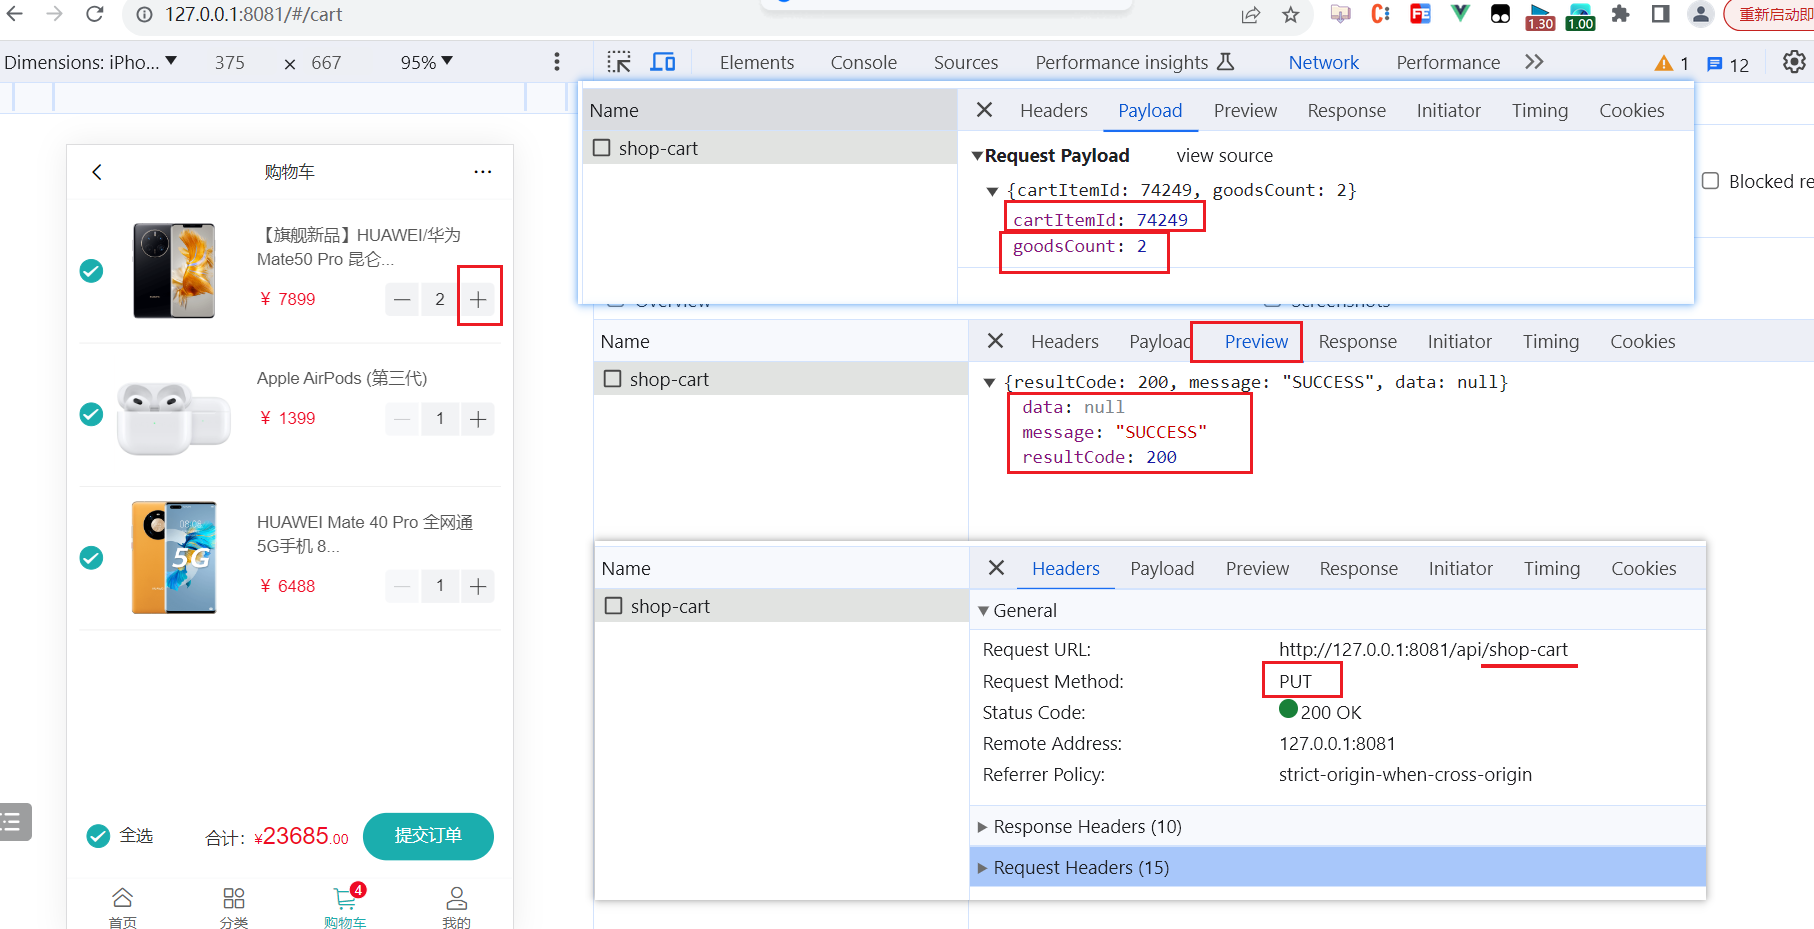 127.0.0.1:8081/#/cart
1.30
1.00
重新启动即
Dimensions: iPho...
375
×
667
95%
Elements
Console
Sources
Performance insights
Network
Performance
1
12
Name
Headers
Payload
Preview
Response
Initiator
Timing
Cookies
shop-cart
Request Payload
view source
{cartItemId: 74249, goodsCount: 2}
cartItemId: 74249
goodsCount: 2
Blocked re
Overview
Screenshots
购物车
【旗舰新品】HUAWEI/华为
Mate50 Pro 昆仑...
¥ 7899
2
Apple AirPods (第三代)
¥ 1399
1
08:08
5G
HUAWEI Mate 40 Pro 全网通
5G手机 8...
¥ 6488
1
全选
合计: ¥23685.00
提交订单
4
首页
分类
购物车
我的
Name
Headers
Payload
Preview
Response
Initiator
Timing
Cookies
shop-cart
{resultCode: 200, message: "SUCCESS", data: null}
data: null
message: "SUCCESS"
resultCode: 200
Name
Headers
Payload
Preview
Response
Initiator
Timing
Cookies
shop-cart
General
Request URL:
http://127.0.0.1:8081/api/shop-cart
Request Method:
PUT
Status Code:
200 OK
Remote Address:
127.0.0.1:8081
Referrer Policy:
strict-origin-when-cross-origin
Response Headers (10)
Request Headers (15)